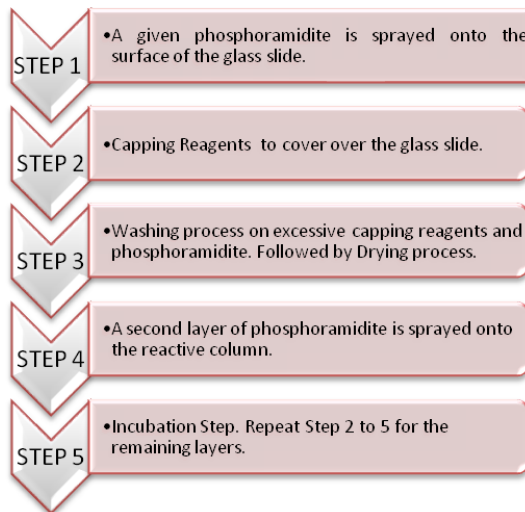 STEP 1
•A given phosphoramidite is sprayed onto the
surface of the glass slide.
STEP 2
•Capping Reagents to cover over the glass slide.
STEP 3
•Washing process on excessive capping reagents and
phosphoramidite. Followed by Drying process.
STEP 4
•A second layer of phosphoramidite is sprayed onto
the reactive column.
STEP 5
•Incubation Step. Repeat Step 2 to 5 for the
remaining layers.